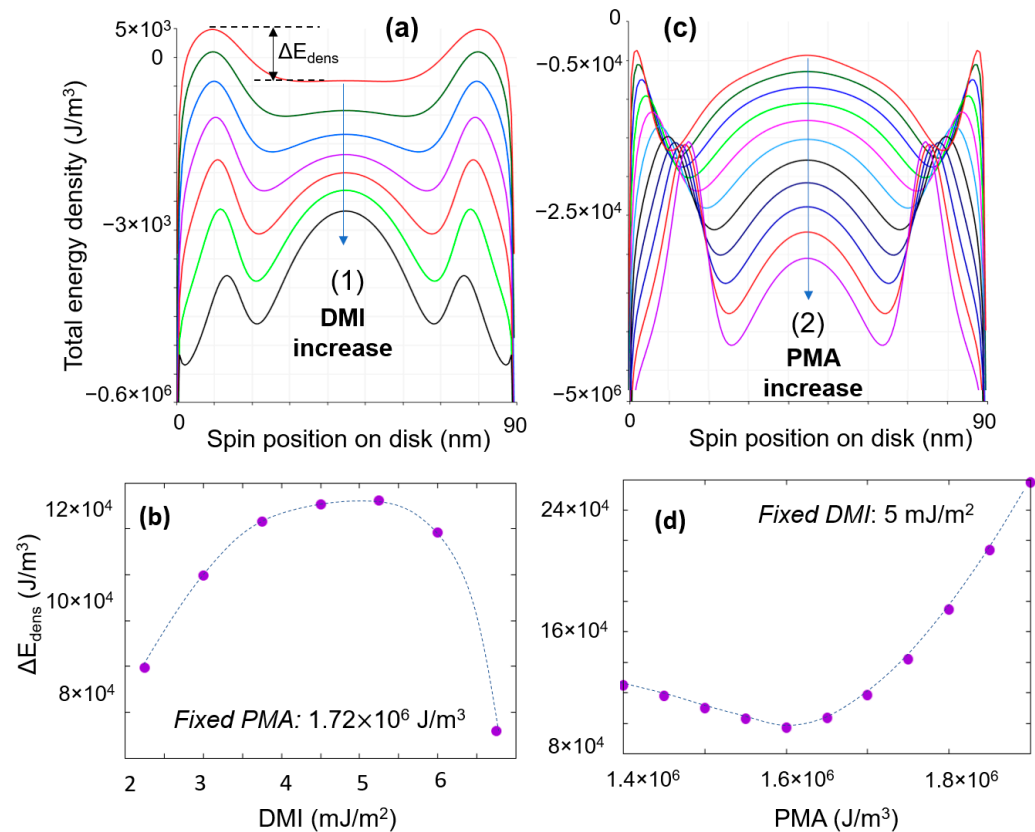 (a)
5×10³
0
−3×10³
−0.6×10⁶
Total energy density (J/m³)
ΔE_dens
(1)
DMI
increase
0
90
Spin position on disk (nm)
(c)
0
−0.5×10⁴
−2.5×10⁴
−5×10⁶
(2)
PMA
increase
0
90
Spin position on disk (nm)
(b)
12×10⁴
10×10⁴
8×10⁴
ΔE_dens (J/m³)
Fixed PMA: 1.72×10⁶ J/m³
2 3 4 5 6
DMI (mJ/m²)
(d)
Fixed DMI: 5 mJ/m²
24×10⁴
16×10⁴
8×10⁴
1.4×10⁶ 1.6×10⁶ 1.8×10⁶
PMA (J/m³)